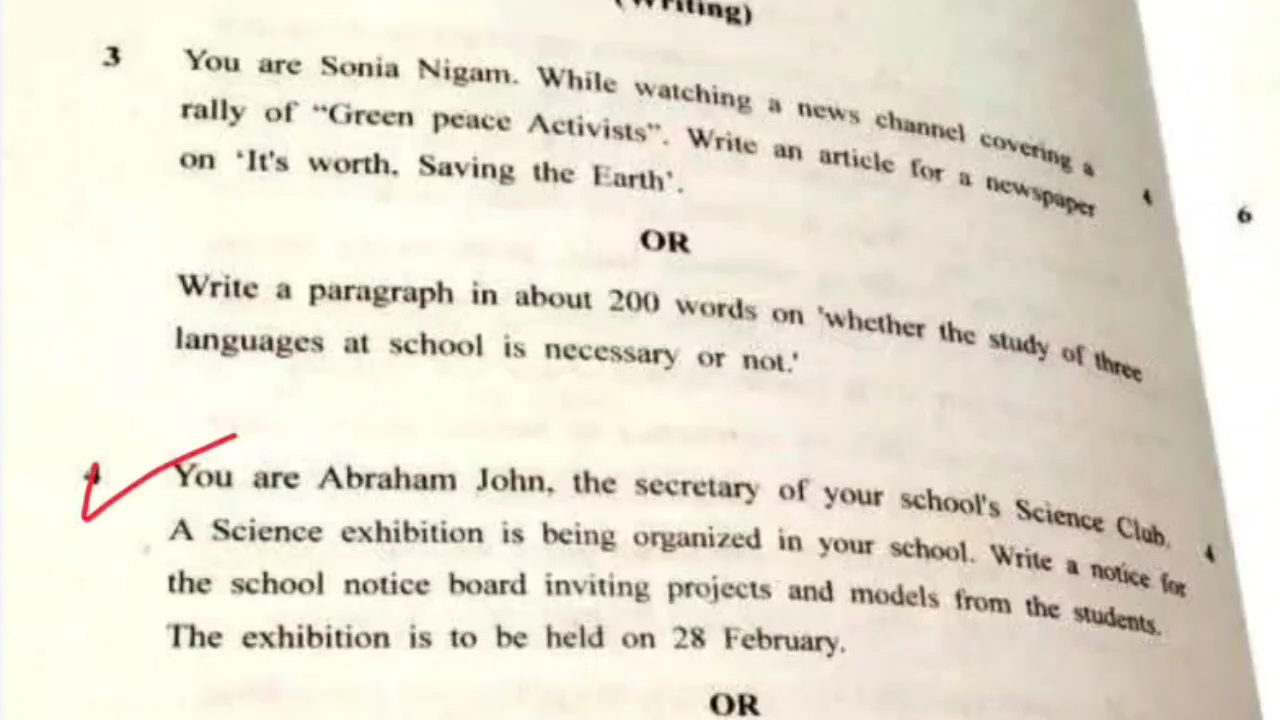 (Writing)
3 You are Sonia Nigam. While watching a news channel covering a
rally of “Green peace Activists”. Write an article for a newspaper 4
on ‘It's worth, Saving the Earth’. 6
OR
Write a paragraph in about 200 words on 'whether the study of three
languages at school is necessary or not.'
You are Abraham John, the secretary of your school's Science Club.
A Science exhibition is being organized in your school. Write a notice for 4
the school notice board inviting projects and models from the students.
The exhibition is to be held on 28 February.
OR